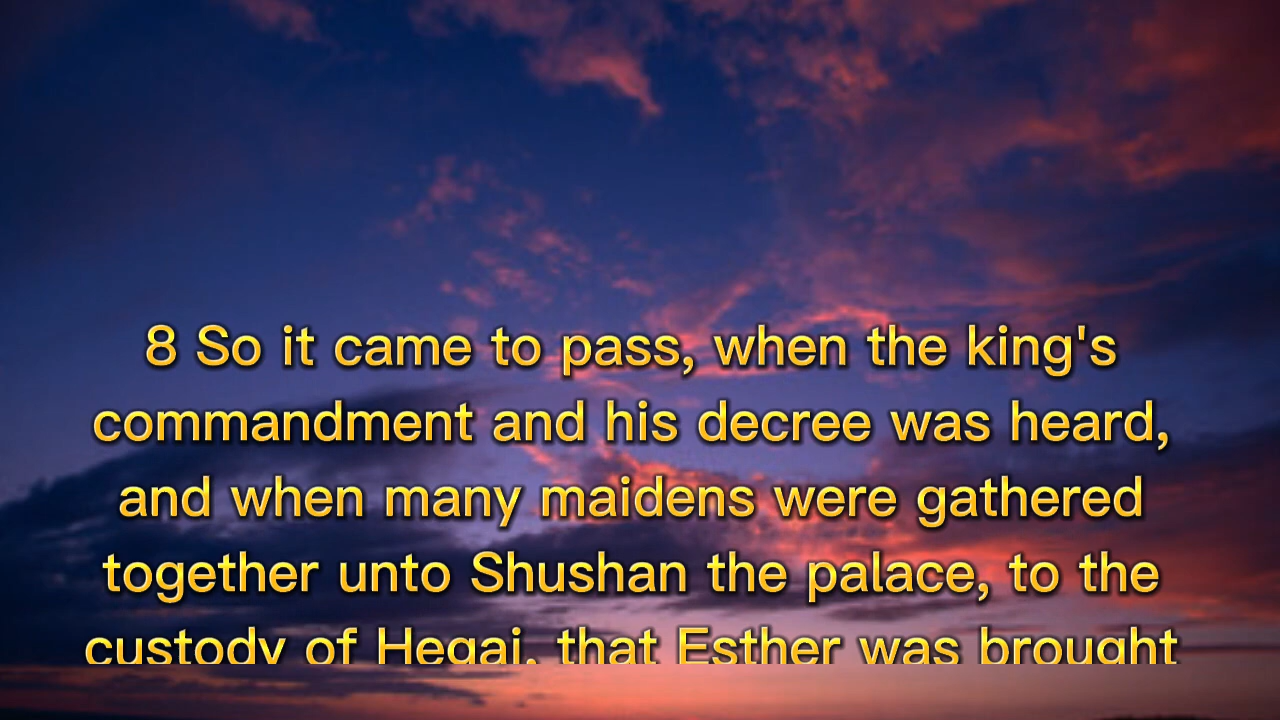 8 So it came to pass, when the king's
commandment and his decree was heard,
and when many maidens were gathered
together unto Shushan the palace, to the
custody of Hegai, that Esther was brought